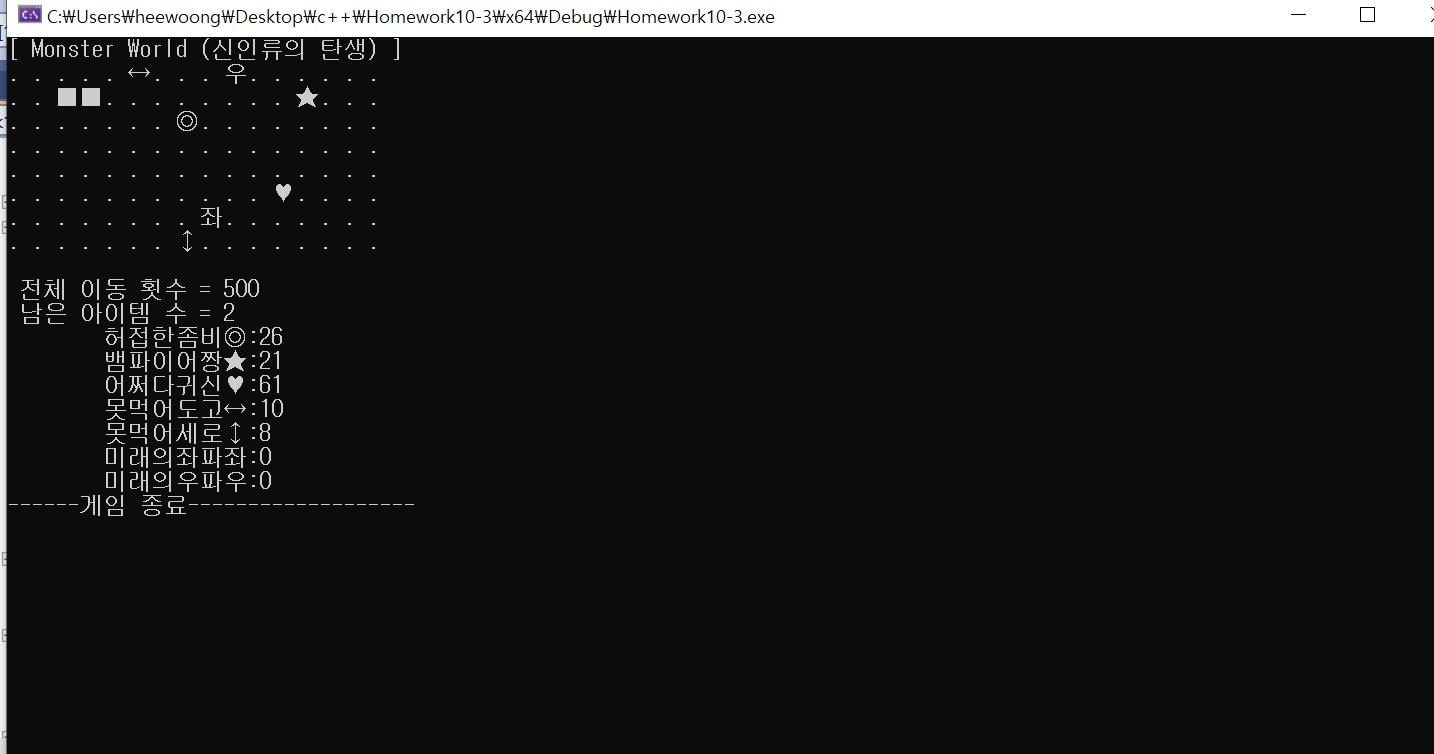 C:₩Users₩heewoong₩Desktop₩c++₩Homework10-3₩x64₩Debug₩Homework10-3.exe
[ Monster World (신인류의 탄생) ]
. . . . . ↔. . . 우. . . . . .
. . ■■. . . . . . . . ★. . .
. . . . . . . ◎. . . . . . . .
. . . . . . . . . . . . . . . .
. . . . . . . . . . . . . . . .
. . . . . . . . . . . ♥. . . .
. . . . . . . . 좌. . . . . . .
. . . . . . . ↕. . . . . . . .
전체 이동 횟수 = 500
남은 아이템 수 = 2
허접한좀비◎:26
뱀파이어짱★:21
어쩌다귀신♥:61
못먹어도고↔:10
못먹어세로↕:8
미래의좌파좌:0
미래의우파우:0
------게임 종료-------------------